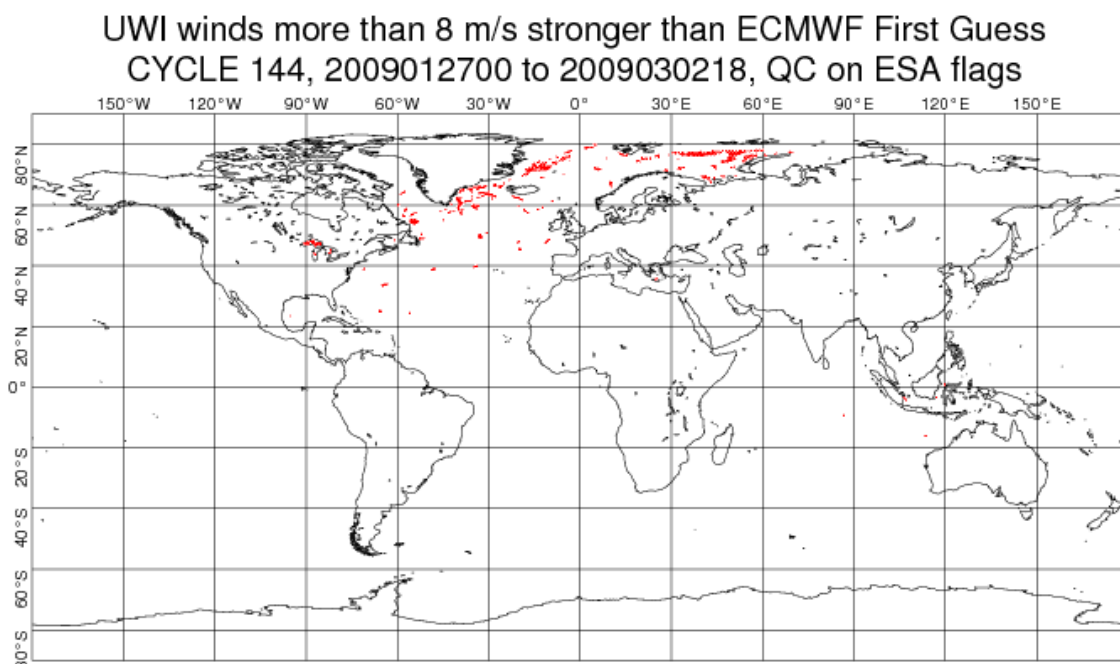 UWI winds more than 8 m/s stronger than ECMWF First Guess
CYCLE 144, 2009012700 to 2009030218, QC on ESA flags
150°W 120°W 90°W 60°W 30°W 0° 30°E 60°E 90°E 120°E 150°E
80°N
60°N
40°N
20°N
0°
20°S
40°S
60°S
80°S